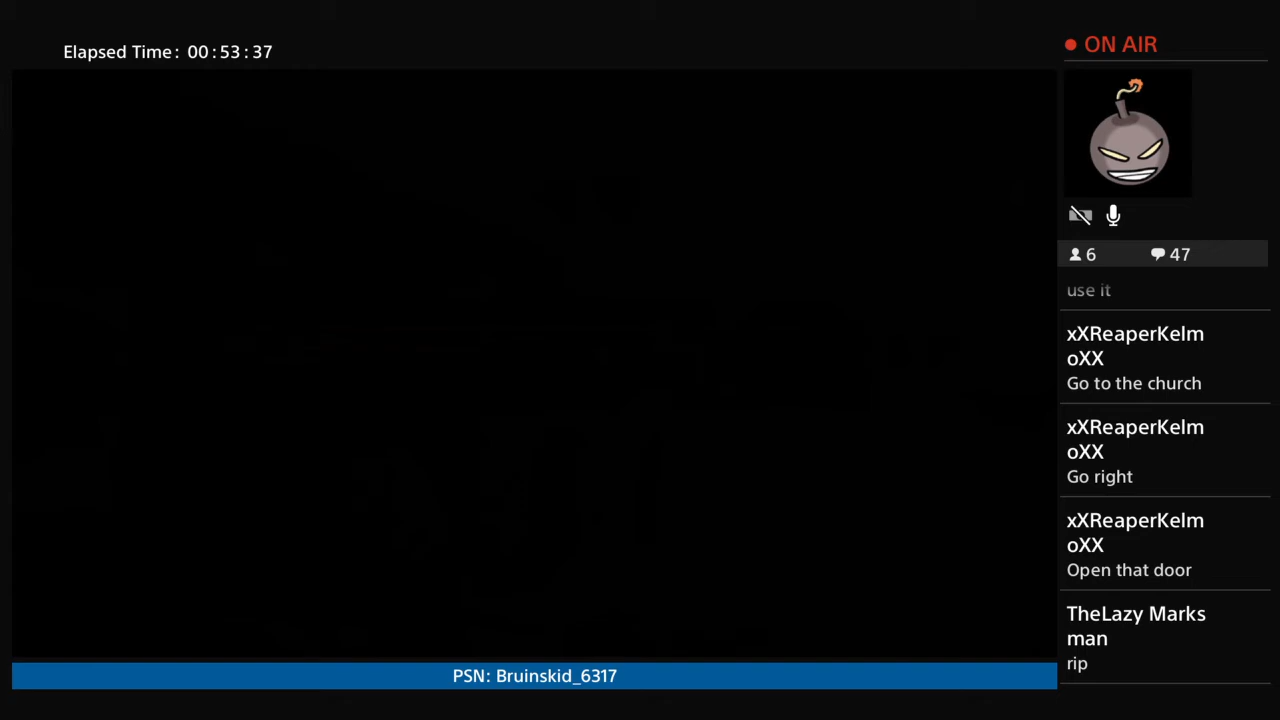 Elapsed Time: 00:53:37
ON AIR
6 47
use it
xXReaperKelm
oXX
Go to the church
xXReaperKelm
oXX
Go right
xXReaperKelm
oXX
Open that door
TheLazy Marks
man
rip
PSN: Bruinskid_6317